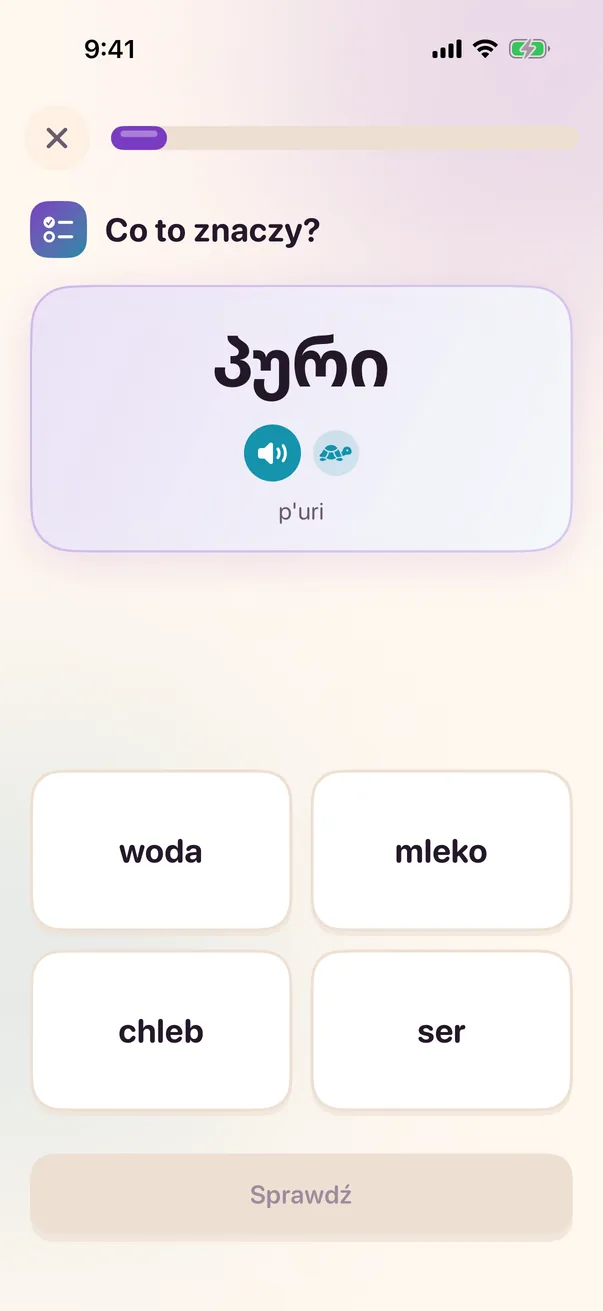 9:41
Co to znaczy?
პური
p'uri
woda
mleko
chleb
ser
Sprawdź